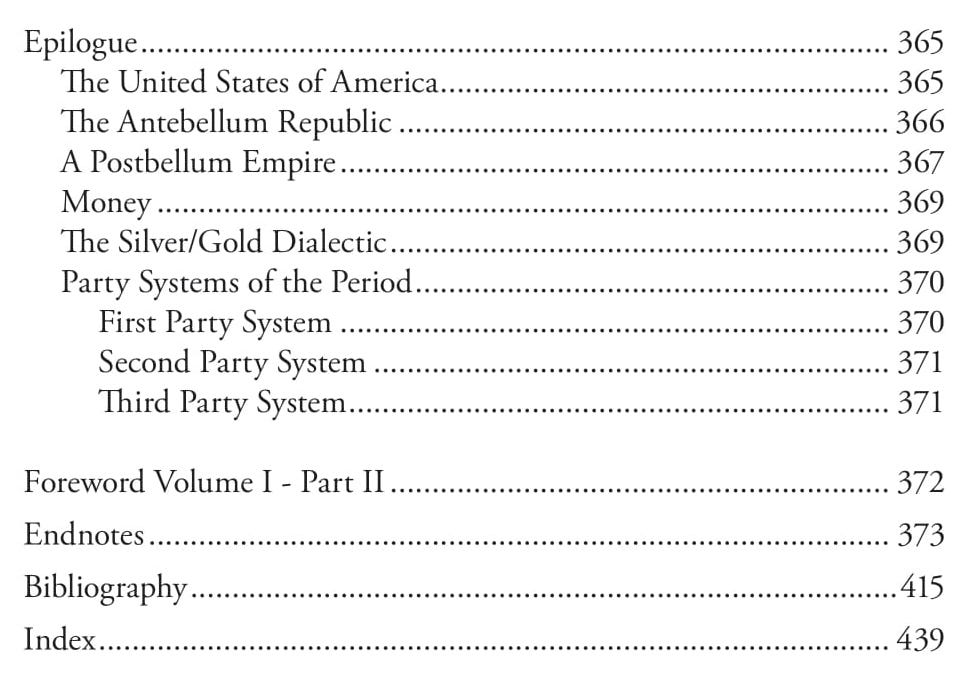 Epilogue........................................................................................... 365
The United States of America...................................................... 365
The Antebellum Republic ........................................................... 366
A Postbellum Empire.................................................................. 367
Money ........................................................................................ 369
The Silver/Gold Dialectic............................................................ 369
Party Systems of the Period......................................................... 370
First Party System .................................................................. 370
Second Party System .............................................................. 371
Third Party System................................................................. 371
Foreword Volume I - Part II............................................................ 372
Endnotes.......................................................................................... 373
Bibliography.....................................................................................415
Index................................................................................................ 439